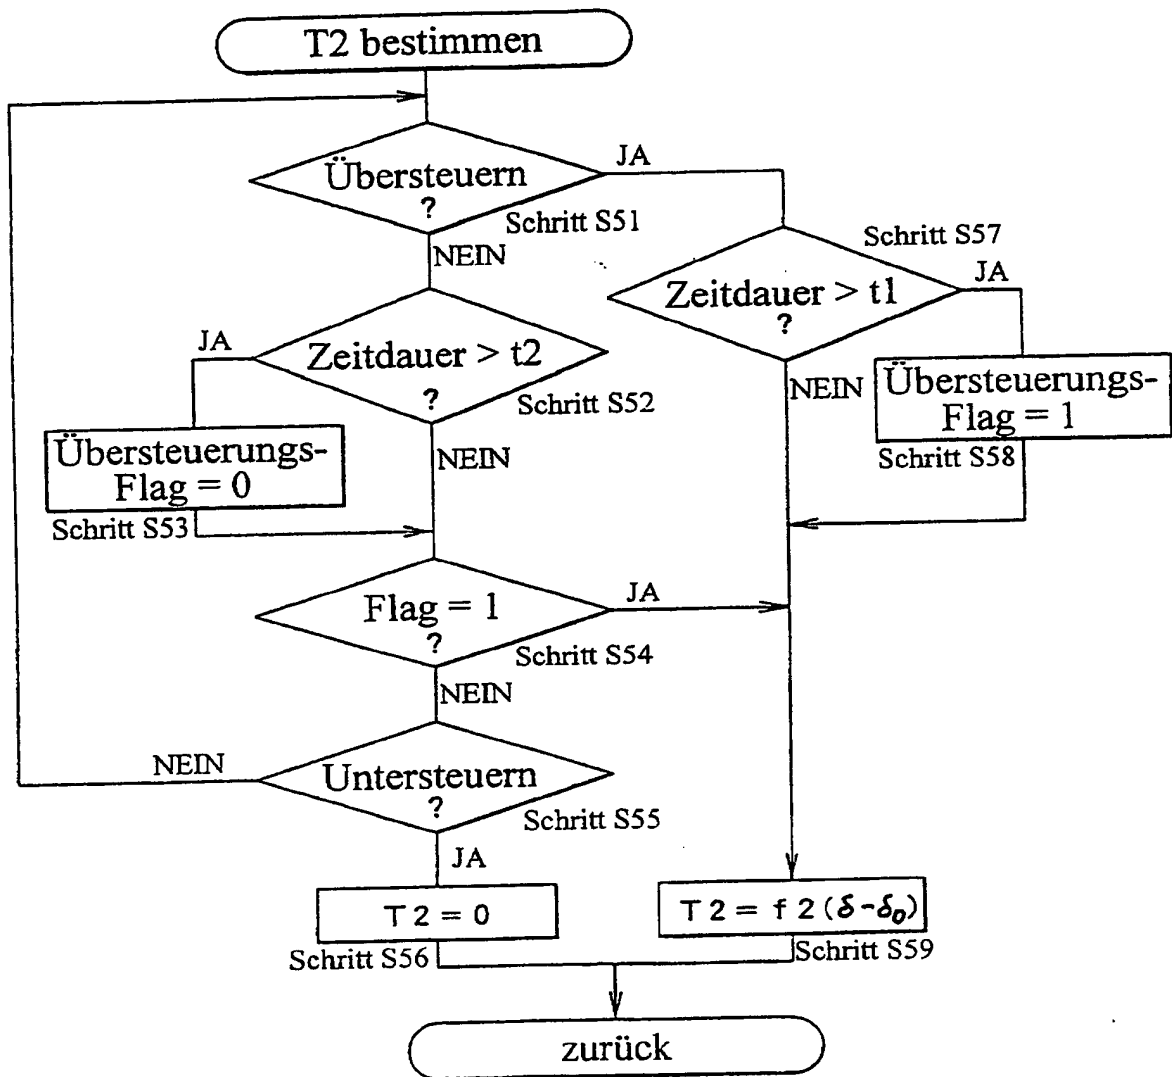 T2 bestimmen
Übersteuern
?
JA
Schritt S51
NEIN
Schritt S57
Zeitdauer > t1
?
JA
JA
Zeitdauer > t2
?
Schritt S52
NEIN
Übersteuerungs-
Flag = 1
Schritt S58
NEIN
Übersteuerungs-
Flag = 0
Schritt S53
Flag = 1
?
JA
Schritt S54
NEIN
NEIN
Untersteuern
?
Schritt S55
JA
T2 = 0
Schritt S56
T2 = f2(δ-δ₀)
Schritt S59
zurück